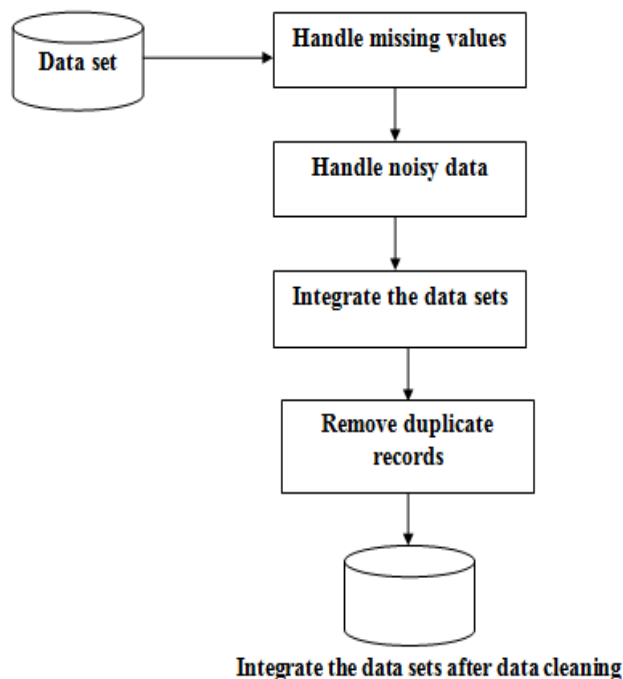 Data set
Handle missing values
Handle noisy data
Integrate the data sets
Remove duplicate
records
Integrate the data sets after data cleaning